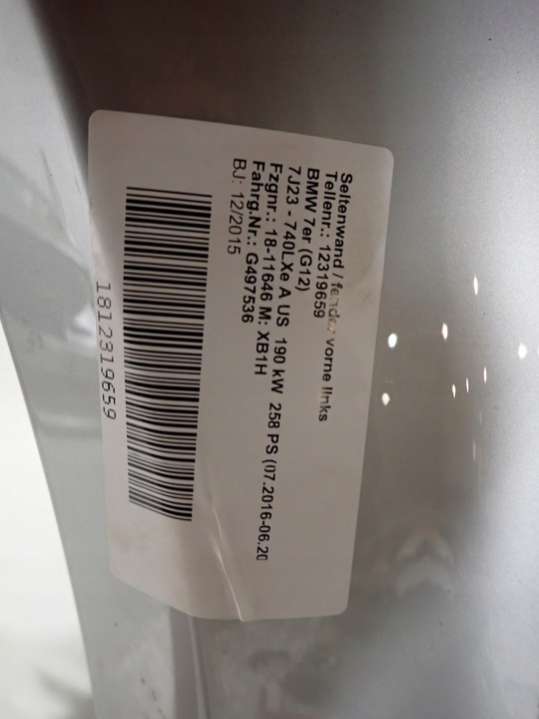 Seitenwand / fender vorne links
Teilenr.: 12319659
BMW 7er (G12)
7J23 - 740LXe A US 190 kW 258 PS (07.2016-06.20
Fzgnr.: 18-11646 M: XB1H
Fahrg.Nr.: G497536
BJ: 12/2015
1812319659